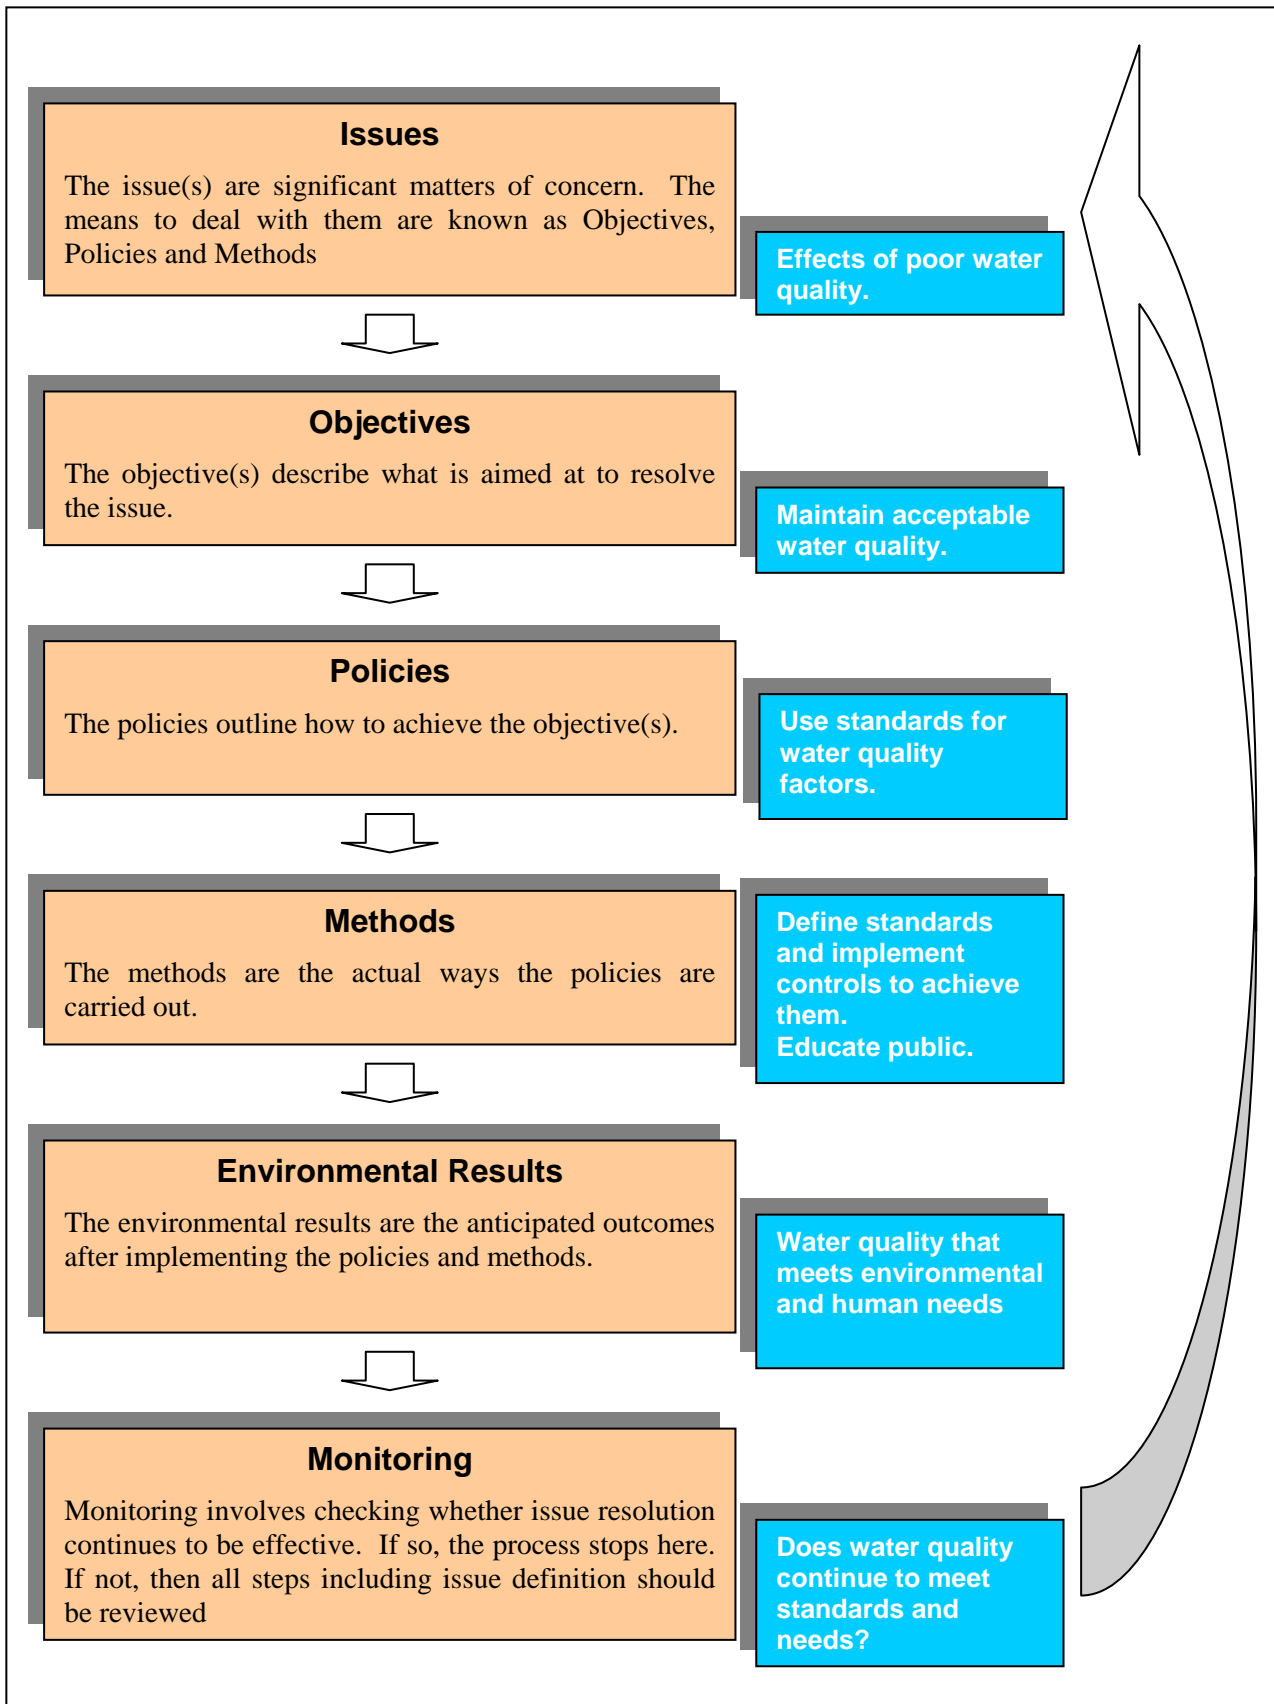 Issues
The issue(s) are significant matters of concern. The
means to deal with them are known as Objectives,
Policies and Methods
Effects of poor water
quality.
Objectives
The objective(s) describe what is aimed at to resolve
the issue.
Maintain acceptable
water quality.
Policies
The policies outline how to achieve the objective(s).
Use standards for
water quality
factors.
Methods
The methods are the actual ways the policies are
carried out.
Define standards
and implement
controls to achieve
them.
Educate public.
Environmental Results
The environmental results are the anticipated outcomes
after implementing the policies and methods.
Water quality that
meets environmental
and human needs
Monitoring
Monitoring involves checking whether issue resolution
continues to be effective. If so, the process stops here.
If not, then all steps including issue definition should
be reviewed
Does water quality
continue to meet
standards and
needs?